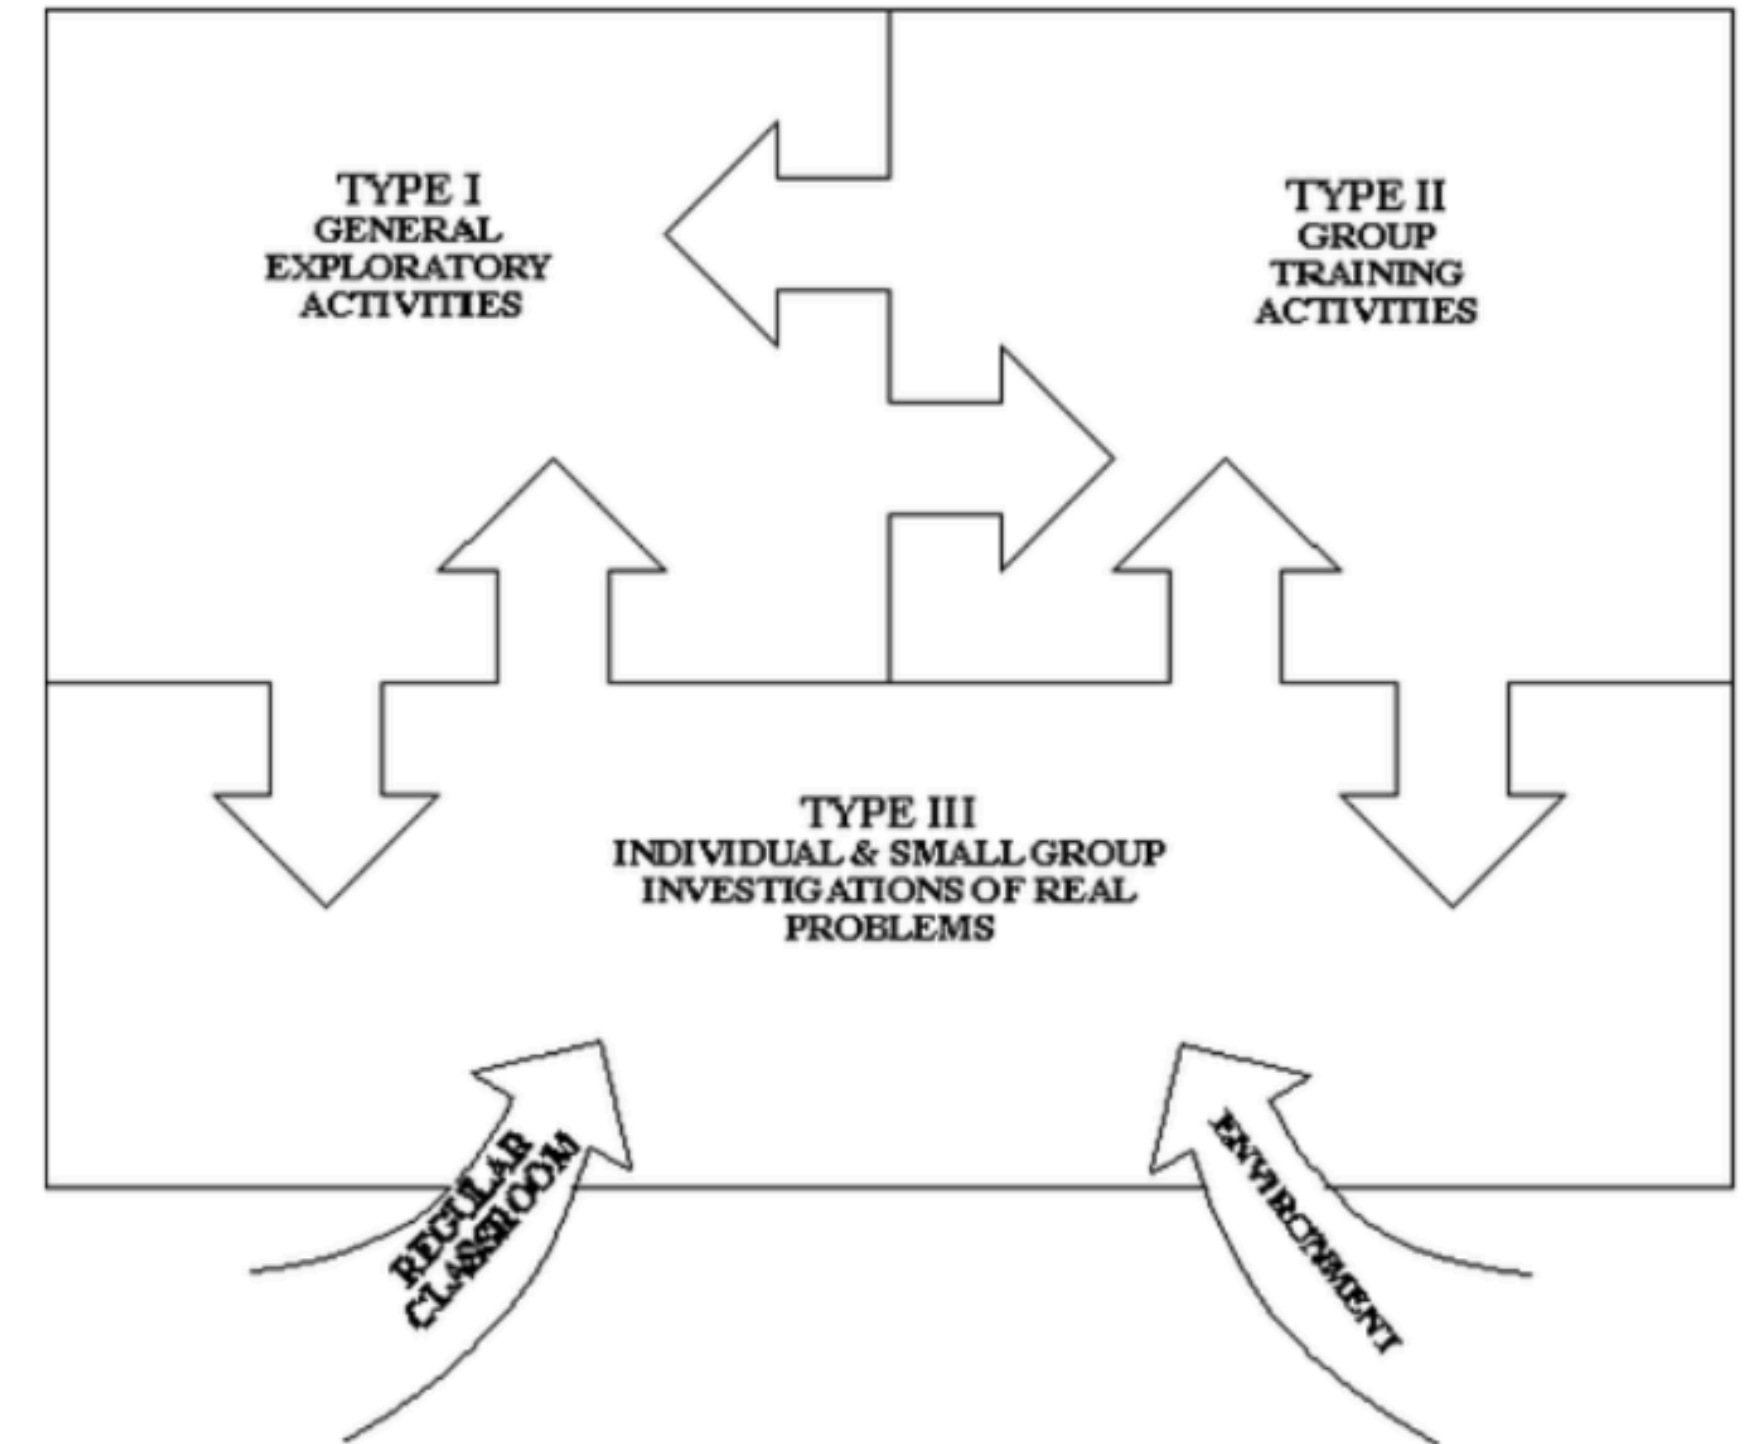 TYPE I
GENERAL
EXPLORATORY
ACTIVITIES
TYPE II
GROUP
TRAINING
ACTIVITIES
TYPE III
INDIVIDUAL & SMALL GROUP
INVESTIGATIONS OF REAL
PROBLEMS
REGULAR
CLASSROOM
ENVIRONMENT